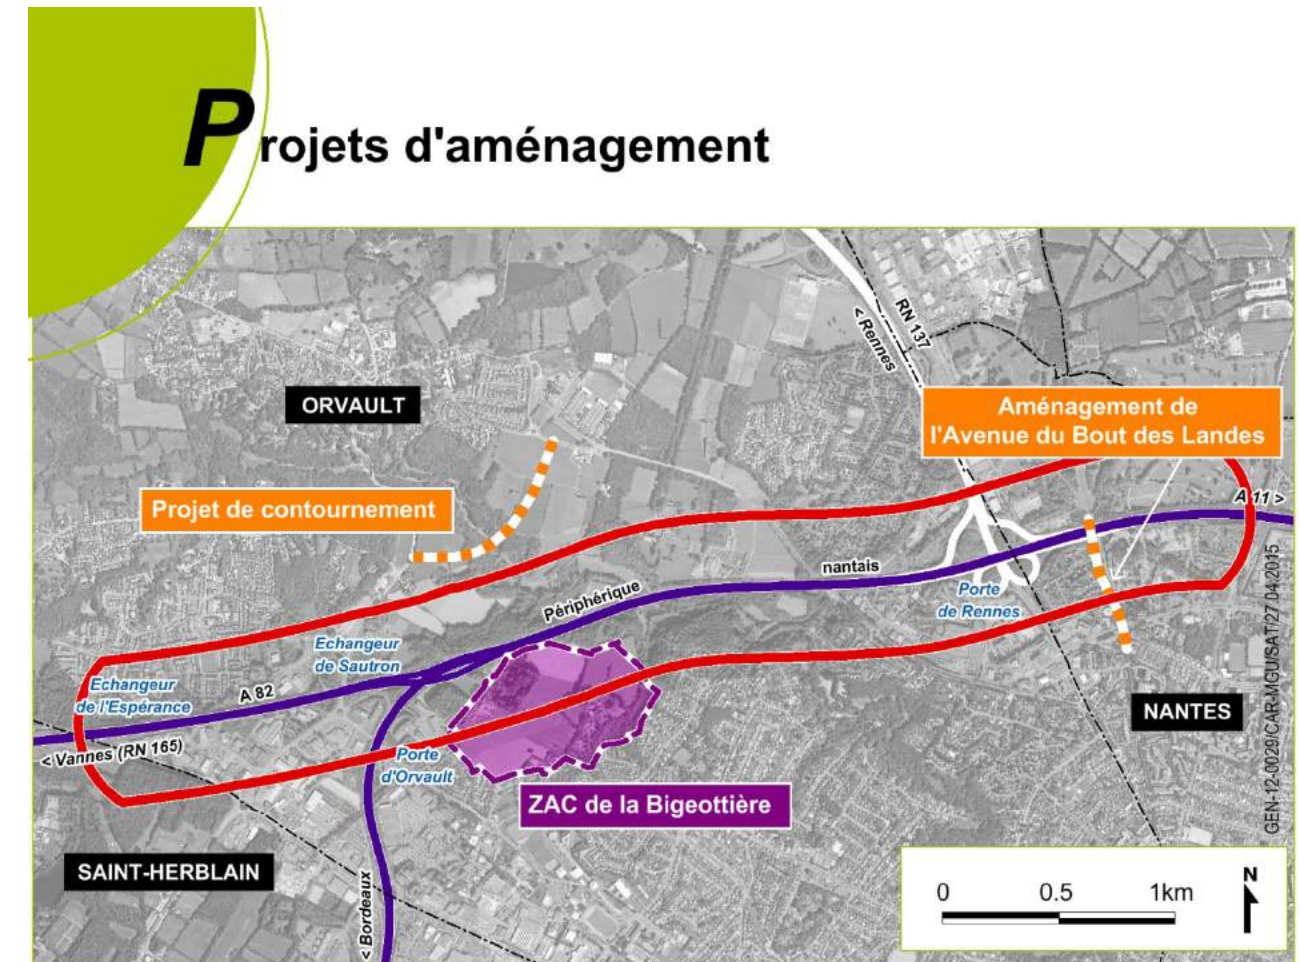 Projets d'aménagement
RN 137
< Rennes
ORVAULT
Aménagement de
l'Avenue du Bout des Landes
Projet de contournement
A 11 >
nantais
Périphérique
Porte
de Rennes
Echangeur
de Sautron
Echangeur
de l'Espérance
A 82
< Vannes (RN 165)
Porte
d'Orvault
NANTES
ZAC de la Bigeottière
SAINT-HERBLAIN
< Bordeaux
GEN-12-0029/CAR-MGU/SAT/27.04.2015
0 0.5 1km
N